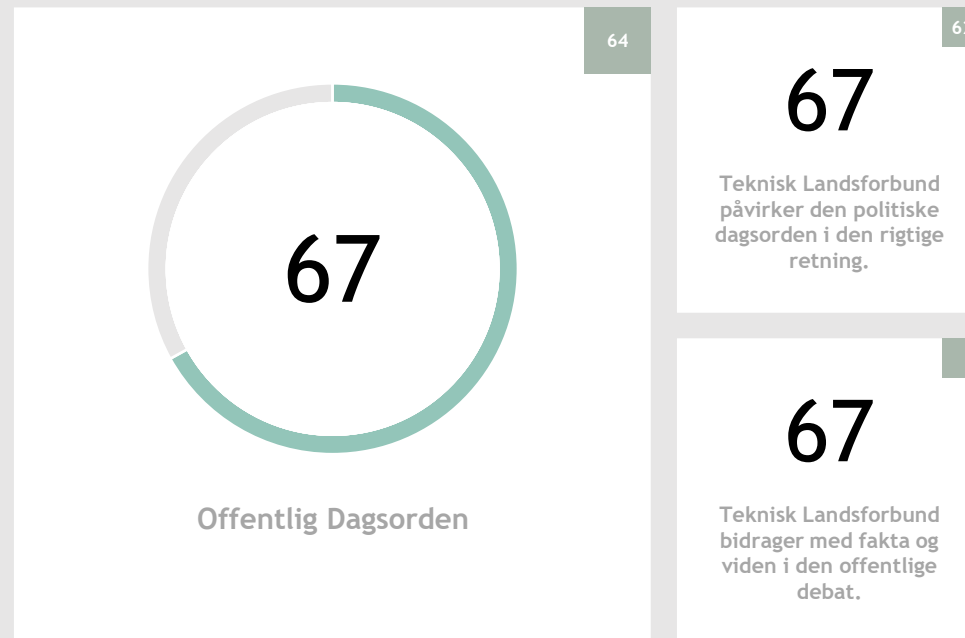 64
67
Offentlig Dagsorden
67
Teknisk Landsforbund
påvirker den politiske
dagsorden i den rigtige
retning.
67
Teknisk Landsforbund
bidrager med fakta og
viden i den offentlige
debat.